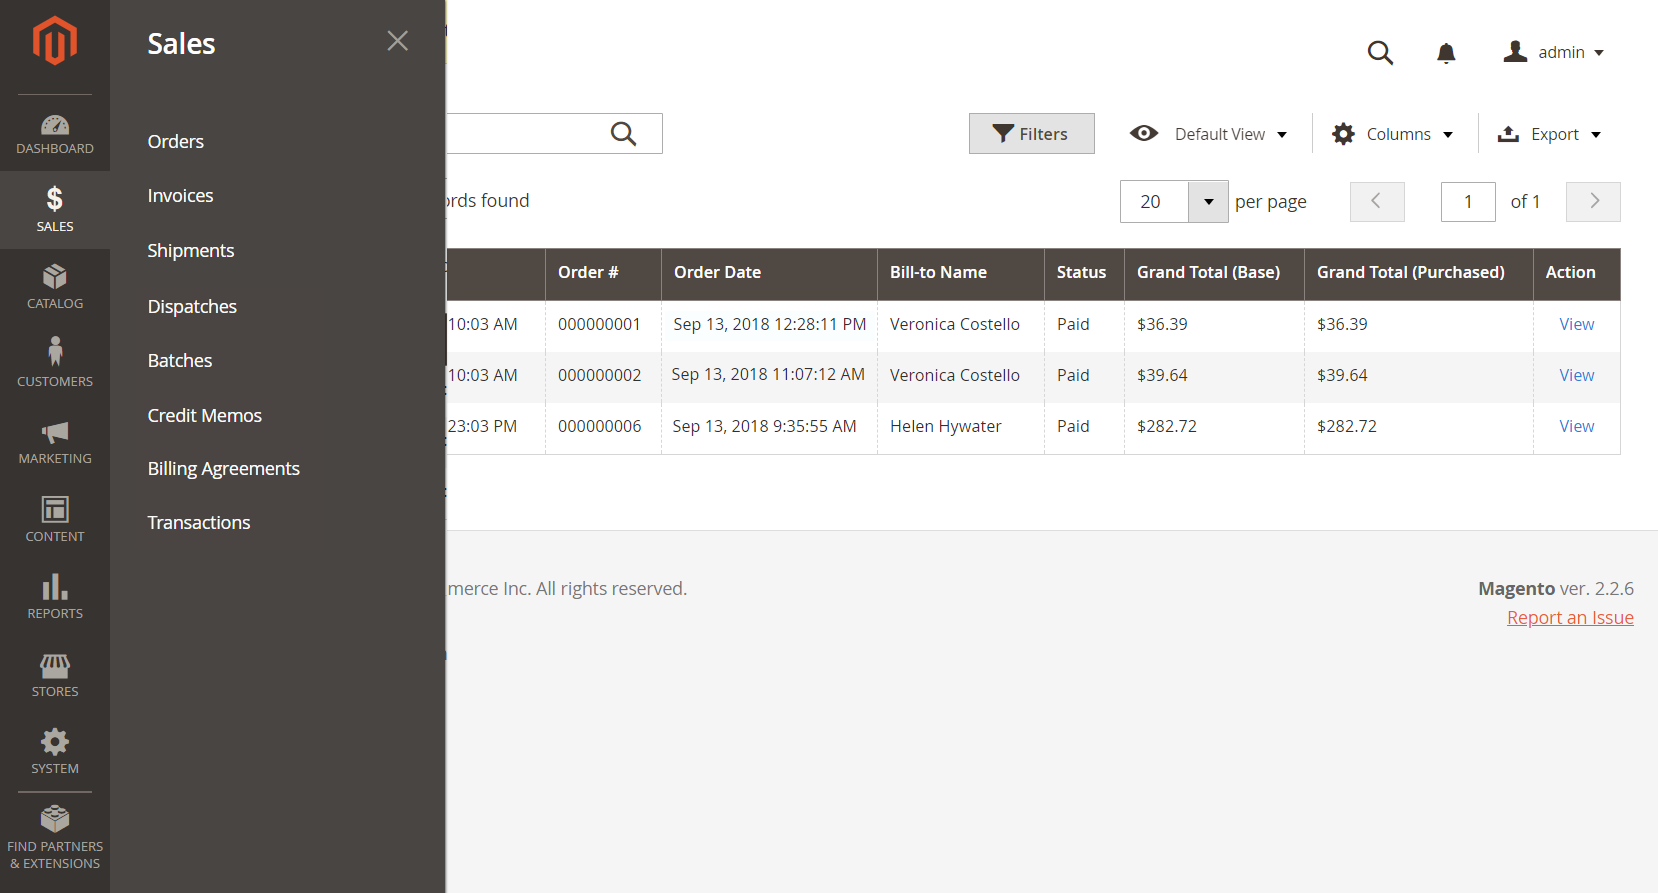 Sales
DASHBOARD
SALES
CATALOG
CUSTOMERS
MARKETING
CONTENT
REPORTS
STORES
SYSTEM
FIND PARTNERS
& EXTENSIONS
Orders
Invoices
Shipments
Dispatches
Batches
Credit Memos
Billing Agreements
Transactions
admin
Filters Default View Columns Export
found
20 per page 1 of 1
Order # Order Date Bill-to Name Status Grand Total (Base) Grand Total (Purchased) Action
10:03 AM 000000001 Sep 13, 2018 12:28:11 PM Veronica Costello Paid $36.39 $36.39 View
10:03 AM 000000002 Sep 13, 2018 11:07:12 AM Veronica Costello Paid $39.64 $39.64 View
23:03 PM 000000006 Sep 13, 2018 9:35:55 AM Helen Hywater Paid $282.72 $282.72 View
merce Inc. All rights reserved.
Magento ver. 2.2.6
Report an Issue